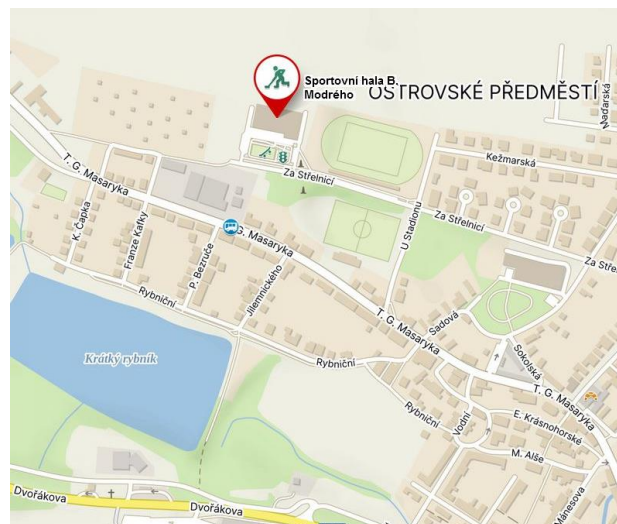 Sportovní hala B.
Modrého
OSTROVSKÉ PŘEDMĚSTÍ
Maďarská
Kežmarská
T. G. Masaryka
Za Střelnicí
Za Střelnicí
Za Stře
K. Čapka
Franze Kafky
P. Bezruče
G. Masaryka
U Stadionu
Jilemnického
Rybniční
Sadová
T. G. Masaryka
Krátký rybník
Rybniční
Sokolská
T. G. Masaryka
Rybniční
Vodní
E. Krásnohorské
M. Alše
Mánesova
Dvořákova
Dvořákova